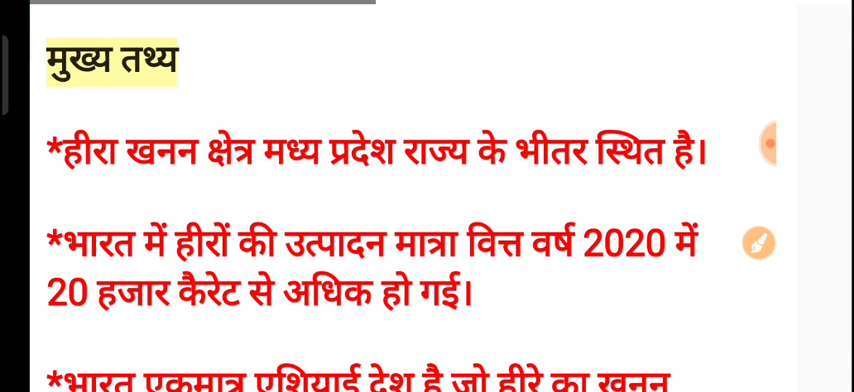 मुख्य तथ्य
*हीरा खनन क्षेत्र मध्य प्रदेश राज्य के भीतर स्थित है।
*भारत में हीरों की उत्पादन मात्रा वित्त वर्ष 2020 में
20 हजार कैरेट से अधिक हो गई।
*भारत एकमात्र एशियाई देश है जो हीरे का खनन